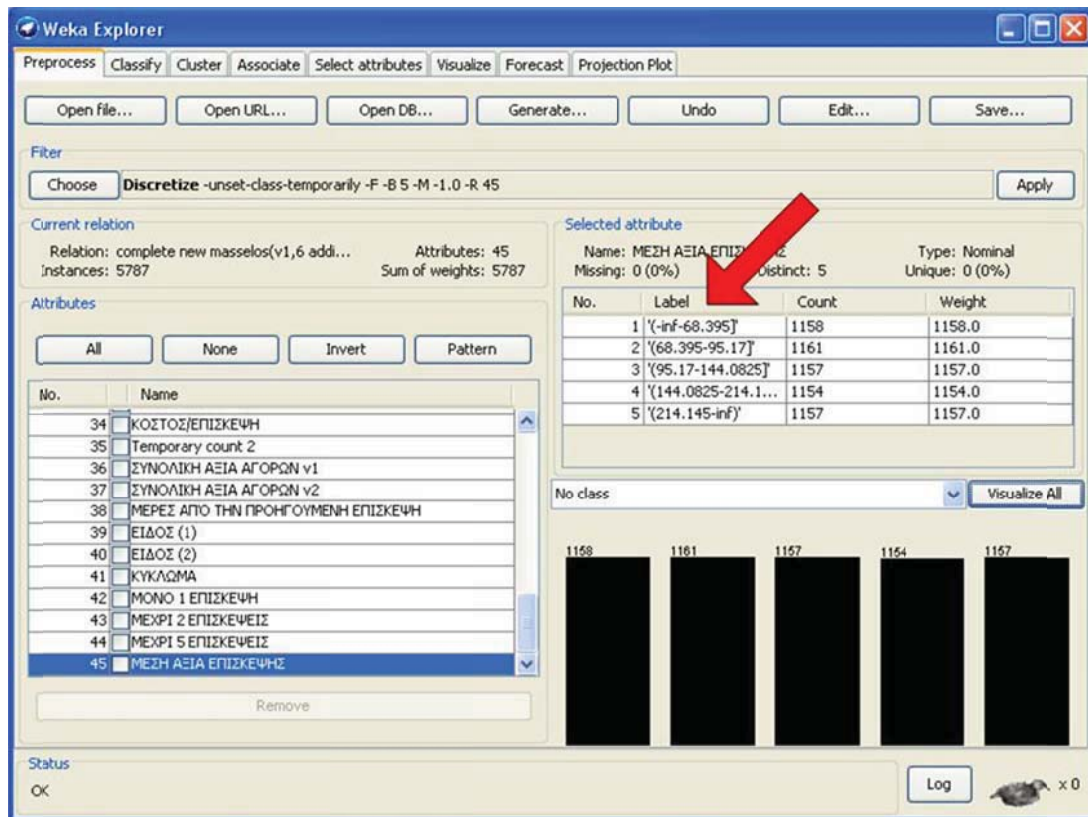 Weka Explorer
Preprocess Classify Cluster Associate Select attributes Visualize Forecast Projection Plot
Open file... Open URL... Open DB... Generate... Undo Edit... Save...
Filter
Choose Discretize -unset-class-temporarily -F -B 5 -M -1.0 -R 45 Apply
Current relation
Relation: complete new masselos(v1,6 addi... Attributes: 45
Instances: 5787 Sum of weights: 5787
Attributes
All None Invert Pattern
No. Name
34 ΚΟΣΤΟΣ/ΕΠΙΣΚΕΨΗ
35 Temporary count 2
36 ΣΥΝΟΛΙΚΗ ΑΞΙΑ ΑΓΟΡΩΝ v1
37 ΣΥΝΟΛΙΚΗ ΑΞΙΑ ΑΓΟΡΩΝ v2
38 ΜΕΡΕΣ ΑΠΟ ΤΗΝ ΠΡΟΗΓΟΥΜΕΝΗ ΕΠΙΣΚΕΨΗ
39 ΕΙΔΟΣ (1)
40 ΕΙΔΟΣ (2)
41 ΚΥΚΛΩΜΑ
42 ΜΟΝΟ 1 ΕΠΙΣΚΕΨΗ
43 ΜΕΧΡΙ 2 ΕΠΙΣΚΕΨΕΙΣ
44 ΜΕΧΡΙ 5 ΕΠΙΣΚΕΨΕΙΣ
45 ΜΕΣΗ ΑΞΙΑ ΕΠΙΣΚΕΨΗΣ
Remove
Selected attribute
Name: ΜΕΣΗ ΑΞΙΑ Type: Nominal
Missing: 0 (0%) Distinct: 5 Unique: 0 (0%)
No. Label Count Weight
1 '(-inf-68.395]' 1158 1158.0
2 '(68.395-95.17]' 1161 1161.0
3 '(95.17-144.0825]' 1157 1157.0
4 '(144.0825-214.1... 1154 1154.0
5 '(214.145-inf)' 1157 1157.0
No class Visualize All
1158 1161 1157 1154 1157
Status
OK Log x 0